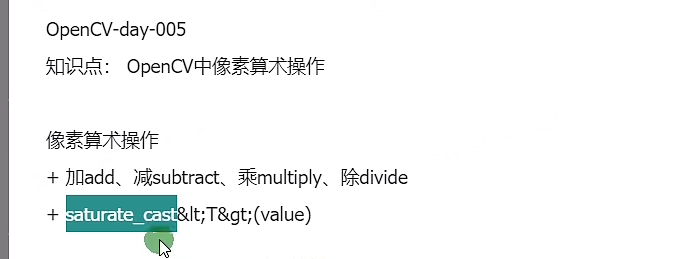 OpenCV-day-005
知识点： OpenCV中像素算术操作
像素算术操作
+ 加add、减subtract、乘multiply、除divide
+ saturate_cast&lt;T&gt;(value)